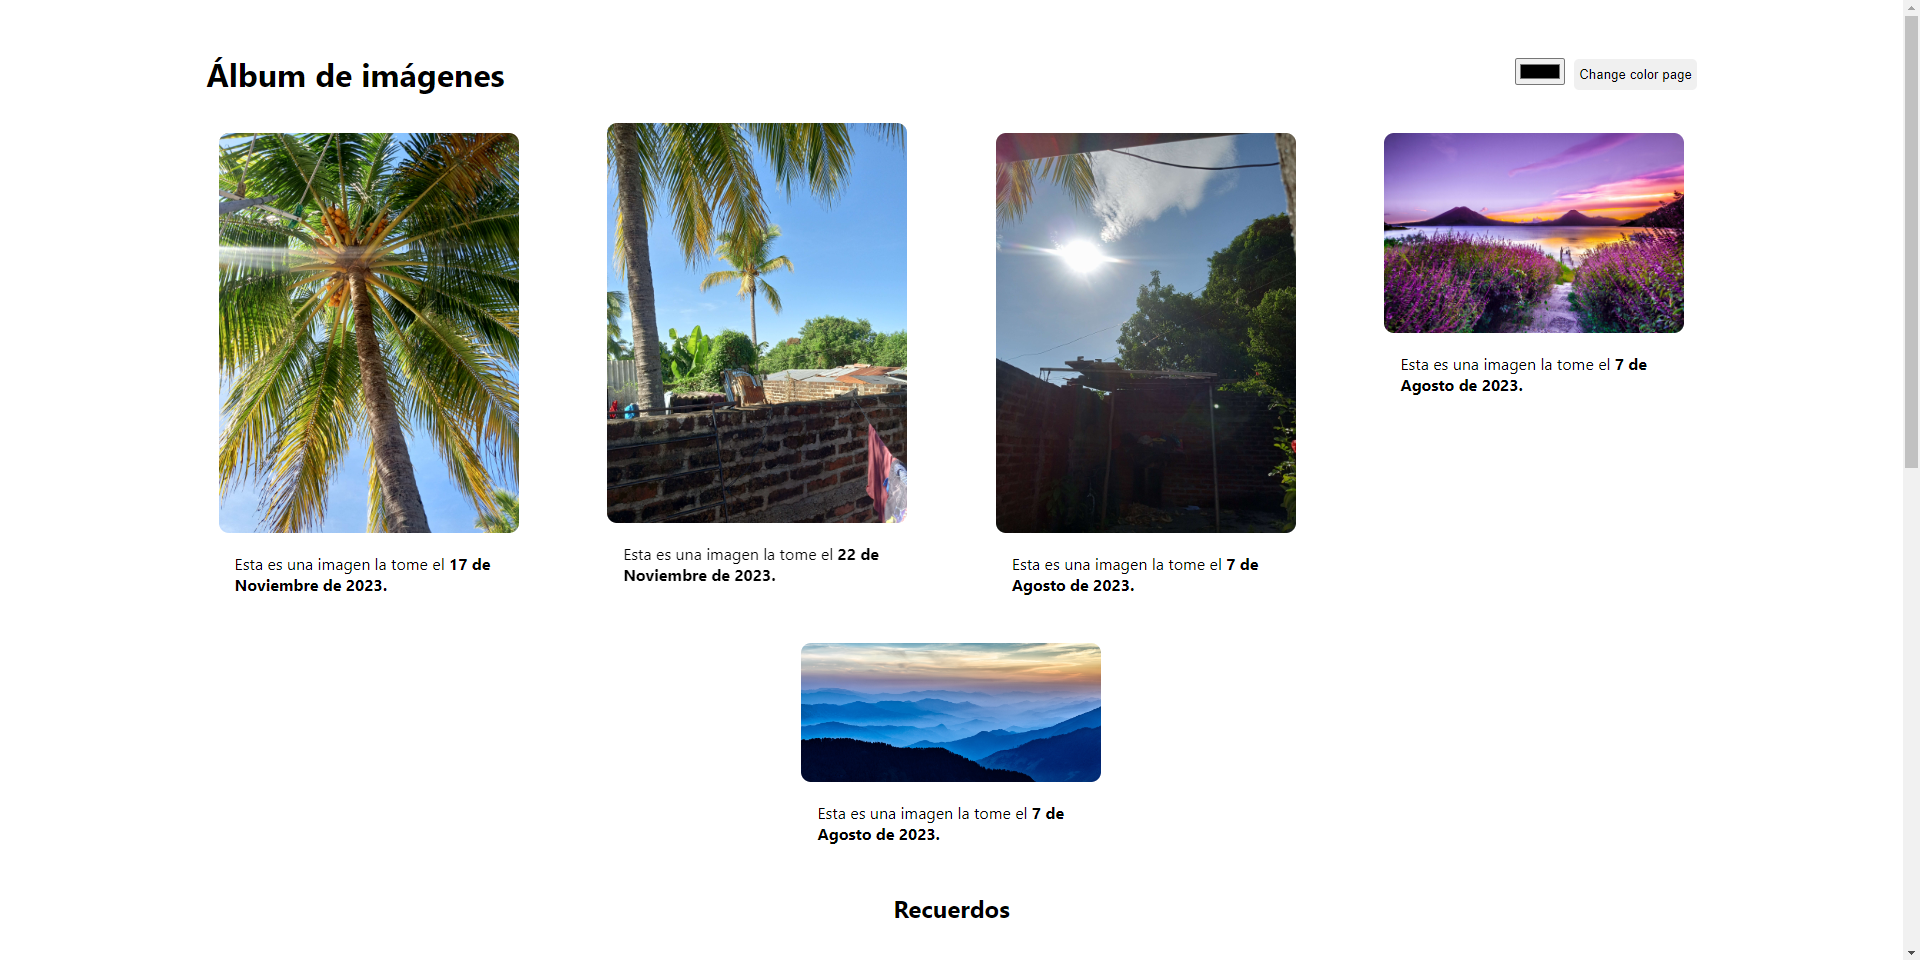 Álbum de imágenes
Change color page
Esta es una imagen la tome el 17 de
Noviembre de 2023.
Esta es una imagen la tome el 22 de
Noviembre de 2023.
Esta es una imagen la tome el 7 de
Agosto de 2023.
Esta es una imagen la tome el 7 de
Agosto de 2023.
Esta es una imagen la tome el 7 de
Agosto de 2023.
Recuerdos